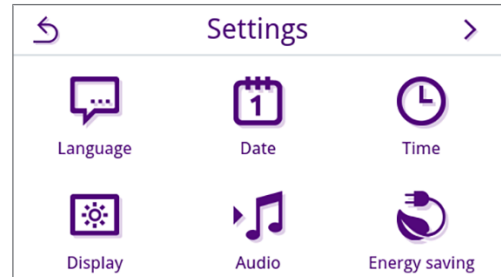 Settings
...
1
Language
Date
Time
Display
Audio
Energy saving